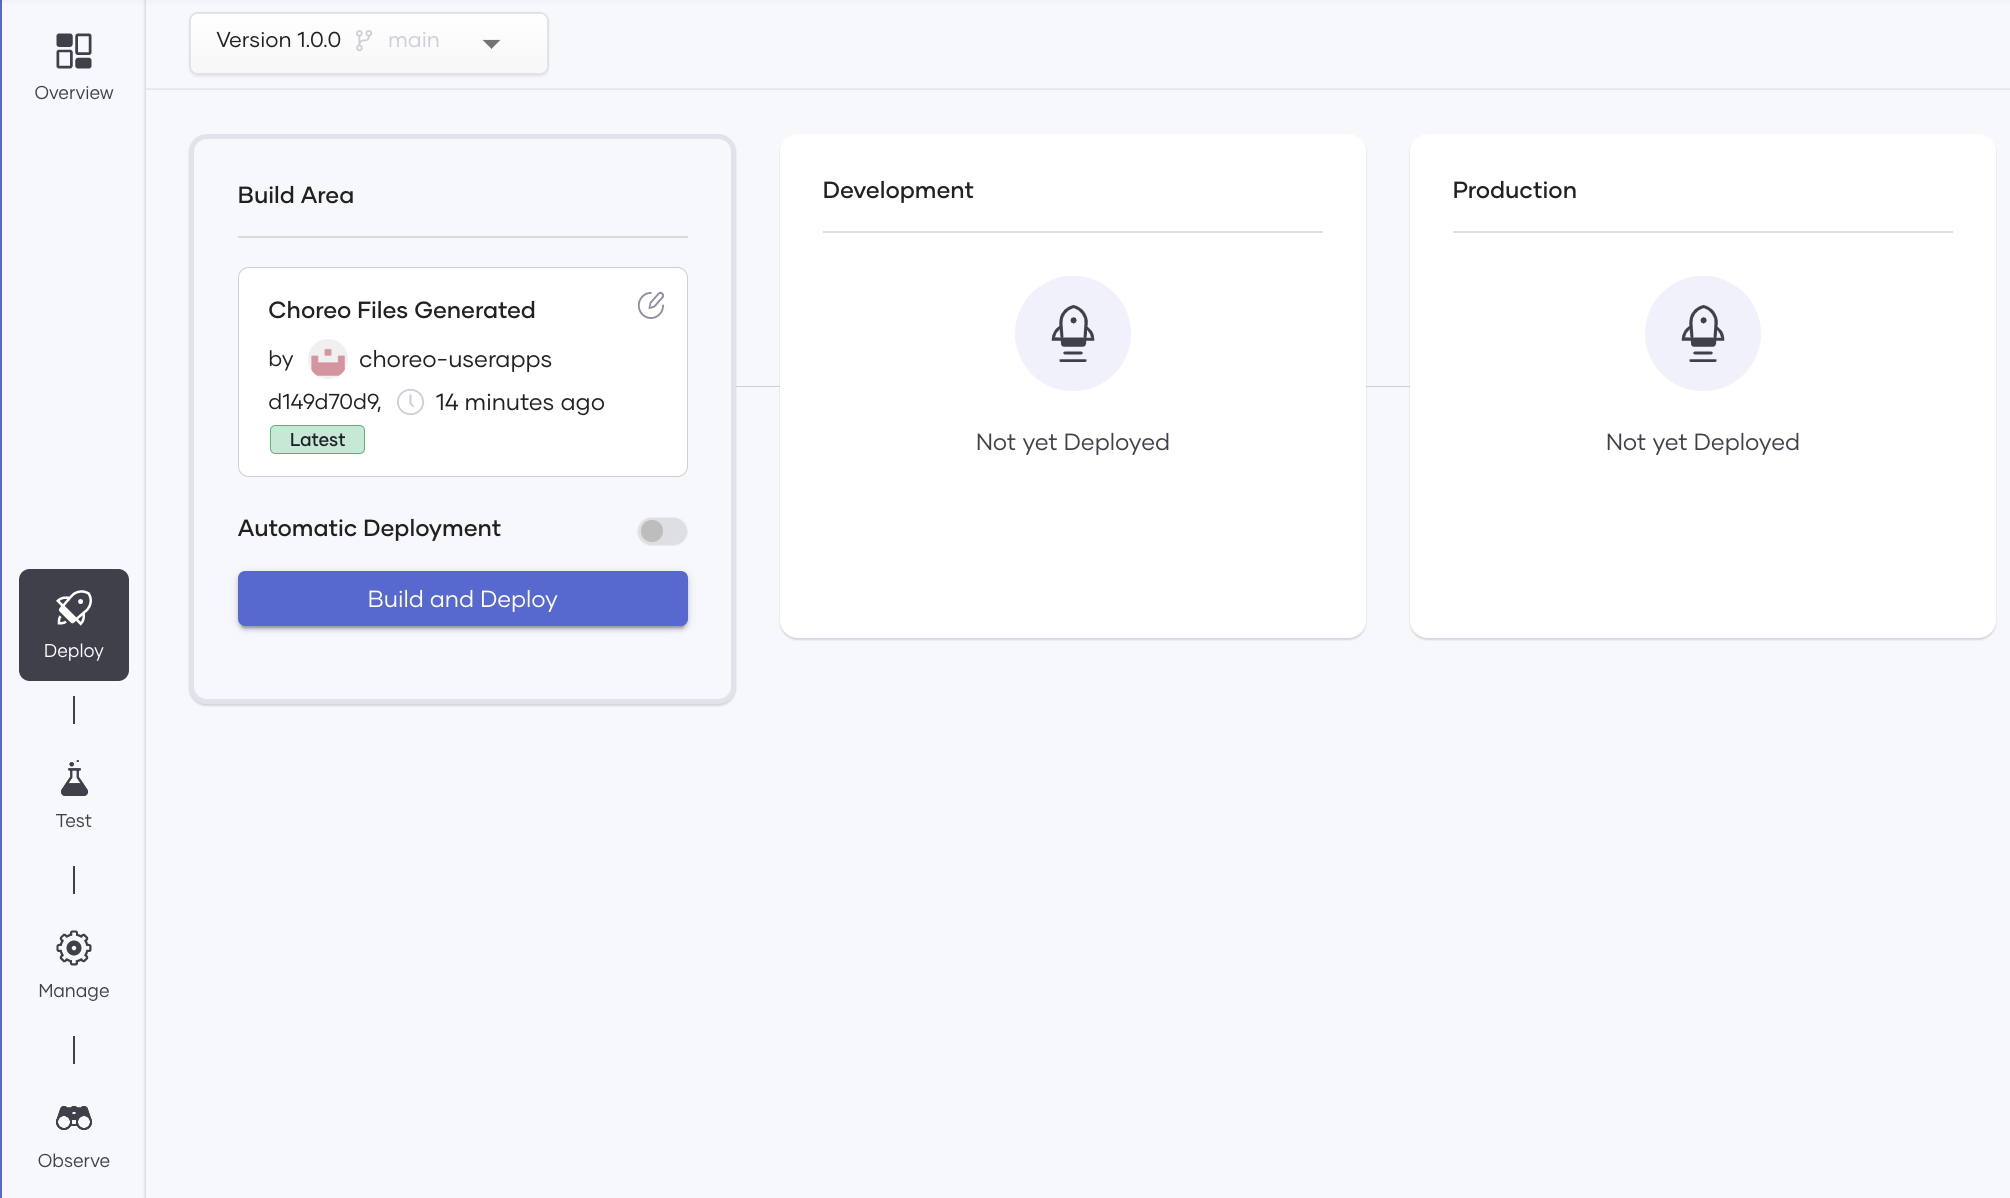 Version 1.0.0 main
Overview
Build Area
Choreo Files Generated
by choreo-userapps
d149d70d9, 14 minutes ago
Latest
Automatic Deployment
Build and Deploy
Development
Not yet Deployed
Production
Not yet Deployed
Deploy
Test
Manage
Observe